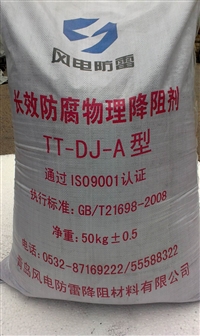 风电防雷
长效防腐物理降阻剂
TT-DJ-A型
通过ISO9001认证
执行标准:GB/T21698-2008
净重:50kg±0.5
电话:0532-87169222/55588322
青岛风电防雷降阻材料有限公司